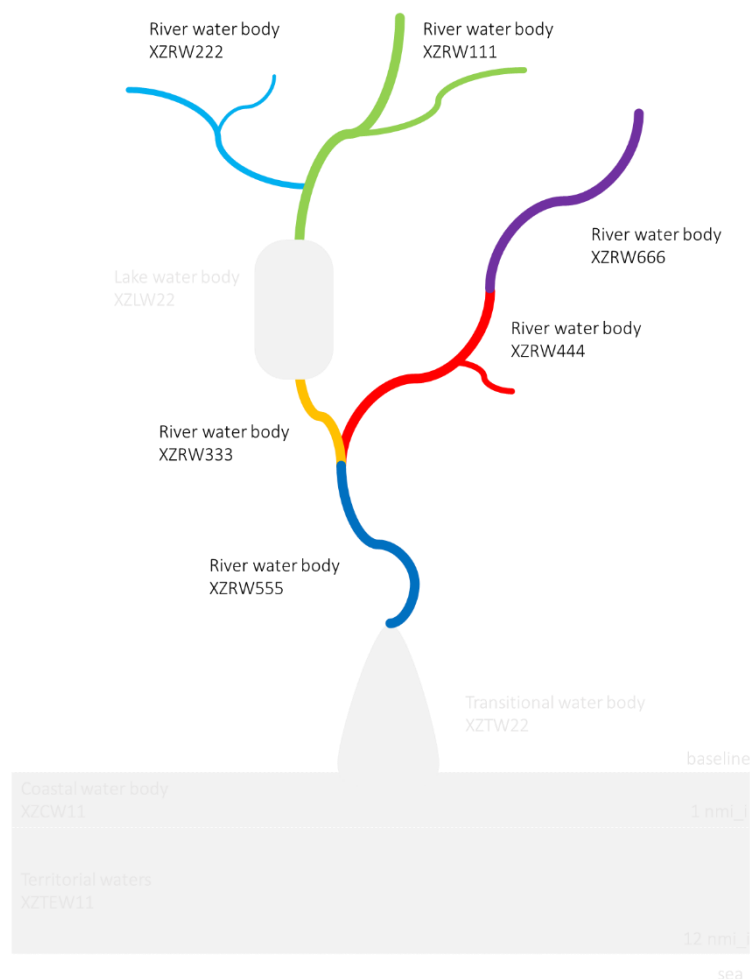 River water body
XZRW222
River water body
XZRW111
River water body
XZRW666
Lake water body
XZLW22
River water body
XZRW444
River water body
XZRW333
River water body
XZRW555
Transitional water body
XZTW22
baseline
Coastal water body
XZCW11
1 nmi_l
Territorial waters
XZTEW11
12 nmi_l
sea